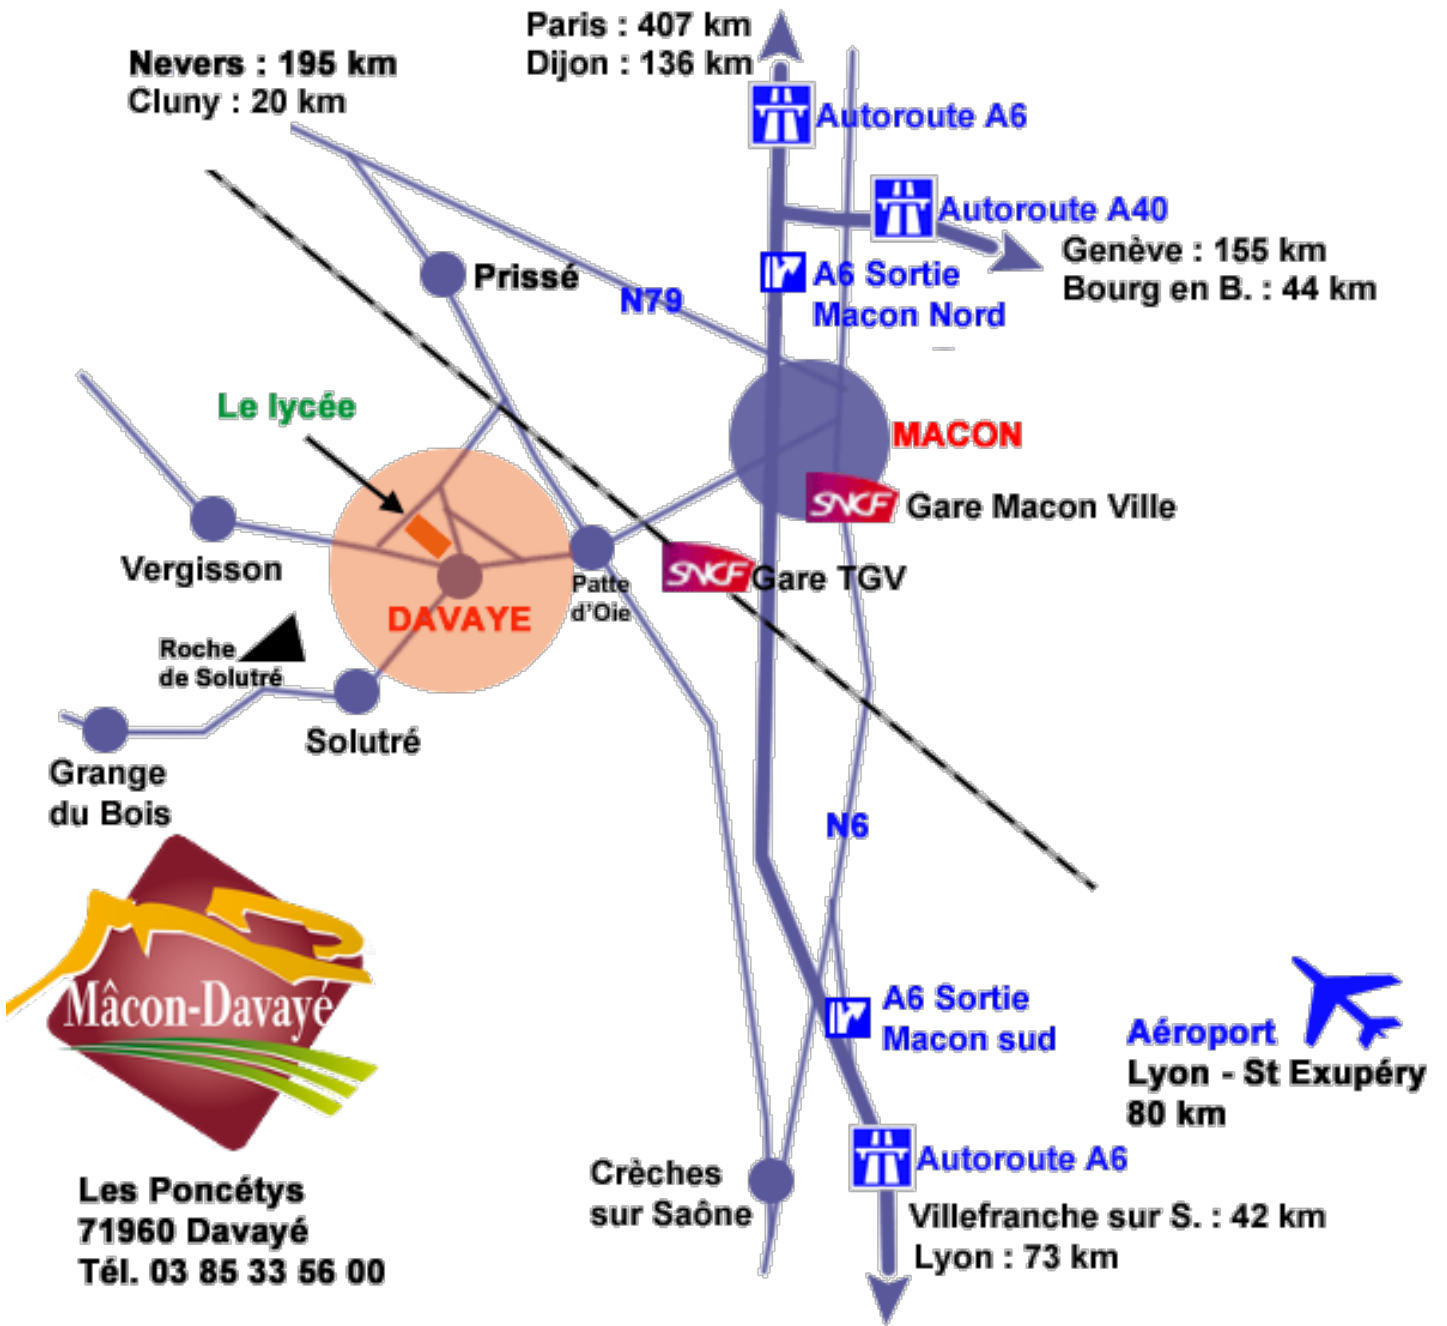 Paris : 407 km
Dijon : 136 km
Nevers : 195 km
Cluny : 20 km
Autoroute A6
Autoroute A40
Genève : 155 km
Bourg en B. : 44 km
A6 Sortie
Macon Nord
Prissé
N79
Le lycée
MACON
SNCF
Gare Macon Ville
Vergisson
SNCF
Gare TGV
Patte
d'Oie
DAVAYE
Roche
de Solutré
Solutré
Grange
du Bois
N6
Mâcon-Davayé
A6 Sortie
Macon sud
Aéroport
Lyon - St Exupéry
80 km
Crèches
sur Saône
Autoroute A6
Villefranche sur S. : 42 km
Lyon : 73 km
Les Poncétys
71960 Davayé
Tél. 03 85 33 56 00